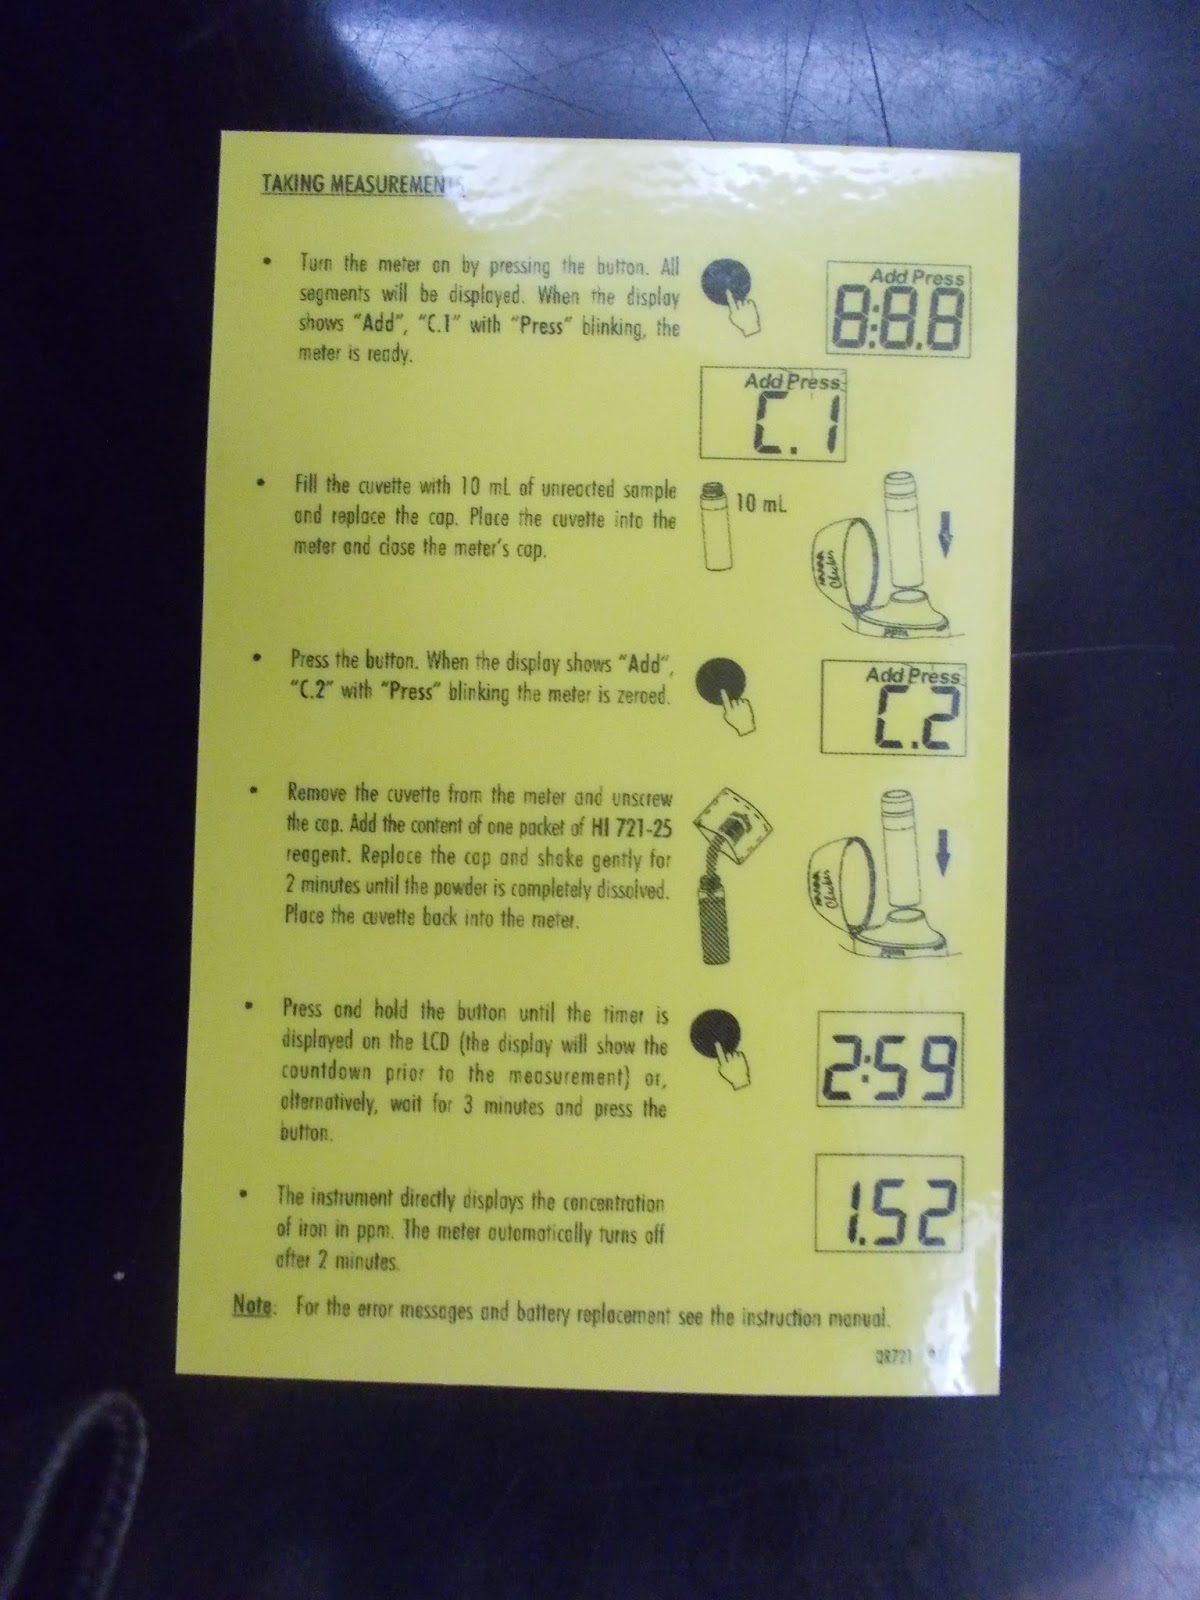 TAKING MEASUREMENTS
• Turn the meter on by pressing the button. All
segments will be displayed. When the display
shows "Add", "C.1" with "Press" blinking, the
meter is ready.
Add Press
8:8.8
Add Press
C.1
• Fill the cuvette with 10 mL of unreacted sample
and replace the cap. Place the cuvette into the
meter and close the meter's cap.
10 mL
Checker
ppm
• Press the button. When the display shows "Add",
"C.2" with "Press" blinking the meter is zeroed.
Add Press
C.2
• Remove the cuvette from the meter and unscrew
the cap. Add the content of one packet of HI 721-25
reagent. Replace the cap and shake gently for
2 minutes until the powder is completely dissolved.
Place the cuvette back into the meter.
Checker
ppm
• Press and hold the button until the timer is
displayed on the LCD (the display will show the
countdown prior to the measurement) or,
alternatively, wait for 3 minutes and press the
button.
2:59
• The instrument directly displays the concentration
of iron in ppm. The meter automatically turns off
after 2 minutes.
1.52
Note: For the error messages and battery replacement see the instruction manual.
QR721